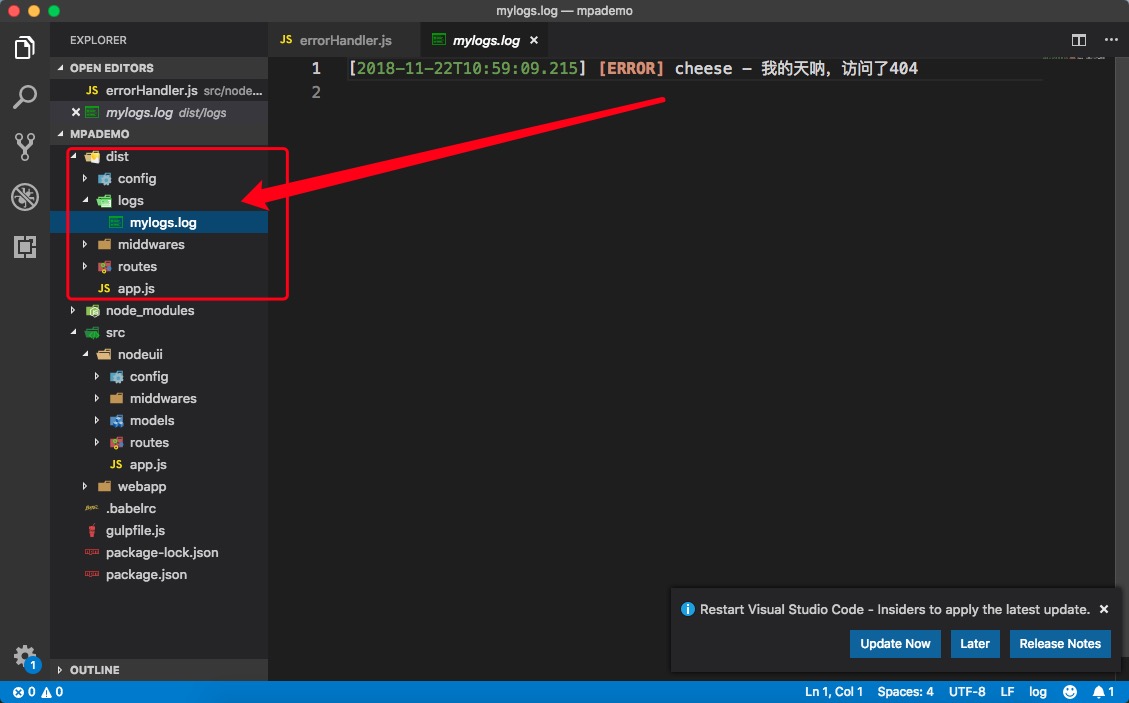 mylogs.log — mpademo
EXPLORER
OPEN EDITORS
JS errorHandler.js src/node...
mylogs.log dist/logs
MPADEMO
dist
config
logs
mylogs.log
middwares
routes
JS app.js
node_modules
src
nodeuii
config
middwares
models
routes
JS app.js
webapp
.babelrc
gulpfile.js
package-lock.json
package.json
OUTLINE
JS errorHandler.js
mylogs.log
1 [2018-11-22T10:59:09.215] [ERROR] cheese - 我的天呐，访问了404
2
Restart Visual Studio Code - Insiders to apply the latest update.
Update Now Later Release Notes
1
0 0
Ln 1, Col 1 Spaces: 4 UTF-8 LF log 1